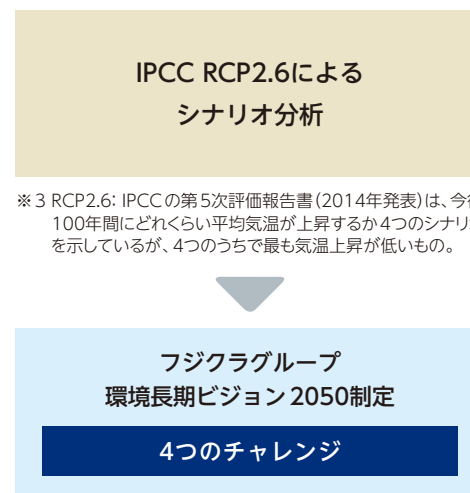 IPCC RCP2.6による
シナリオ分析
※3 RCP2.6: IPCCの第5次評価報告書(2014年発表)は、今
100年間にどれくらい平均気温が上昇するか4つのシナリ
を示しているが、4つのうちで最も気温上昇が低いもの。
フジクラグループ
環境長期ビジョン2050制定
4つのチャレンジ